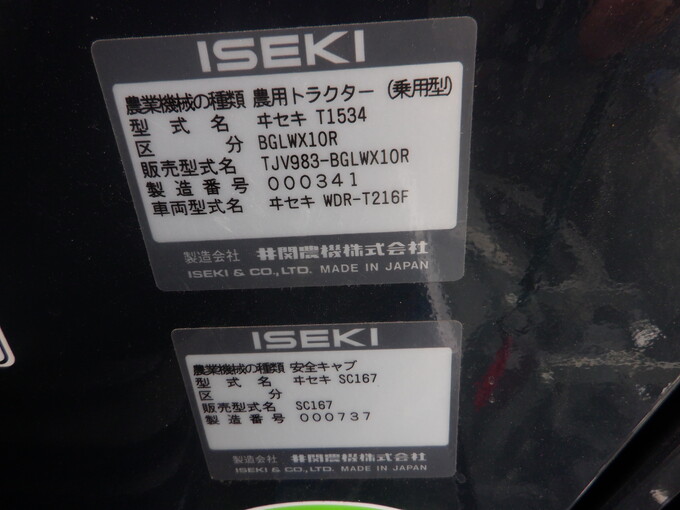 ISEKI
農業機械の種類 農用トラクター (乗用型)
型式名 ヰセキ T1534
区分 BGLWX10R
販売型式名 TJV983-BGLWX10R
製造番号 000341
車両型式名 ヰセキ WDR-T216F
製造会社 井関農機株式会社
ISEKI & CO., LTD. MADE IN JAPAN
ISEKI
農業機械の種類 安全キャブ
型式名 ヰセキ SC167
区分
販売型式名 SC167
製造番号 000737
製造会社 井関農機株式会社
ISEKI & CO., LTD. MADE IN JAPAN